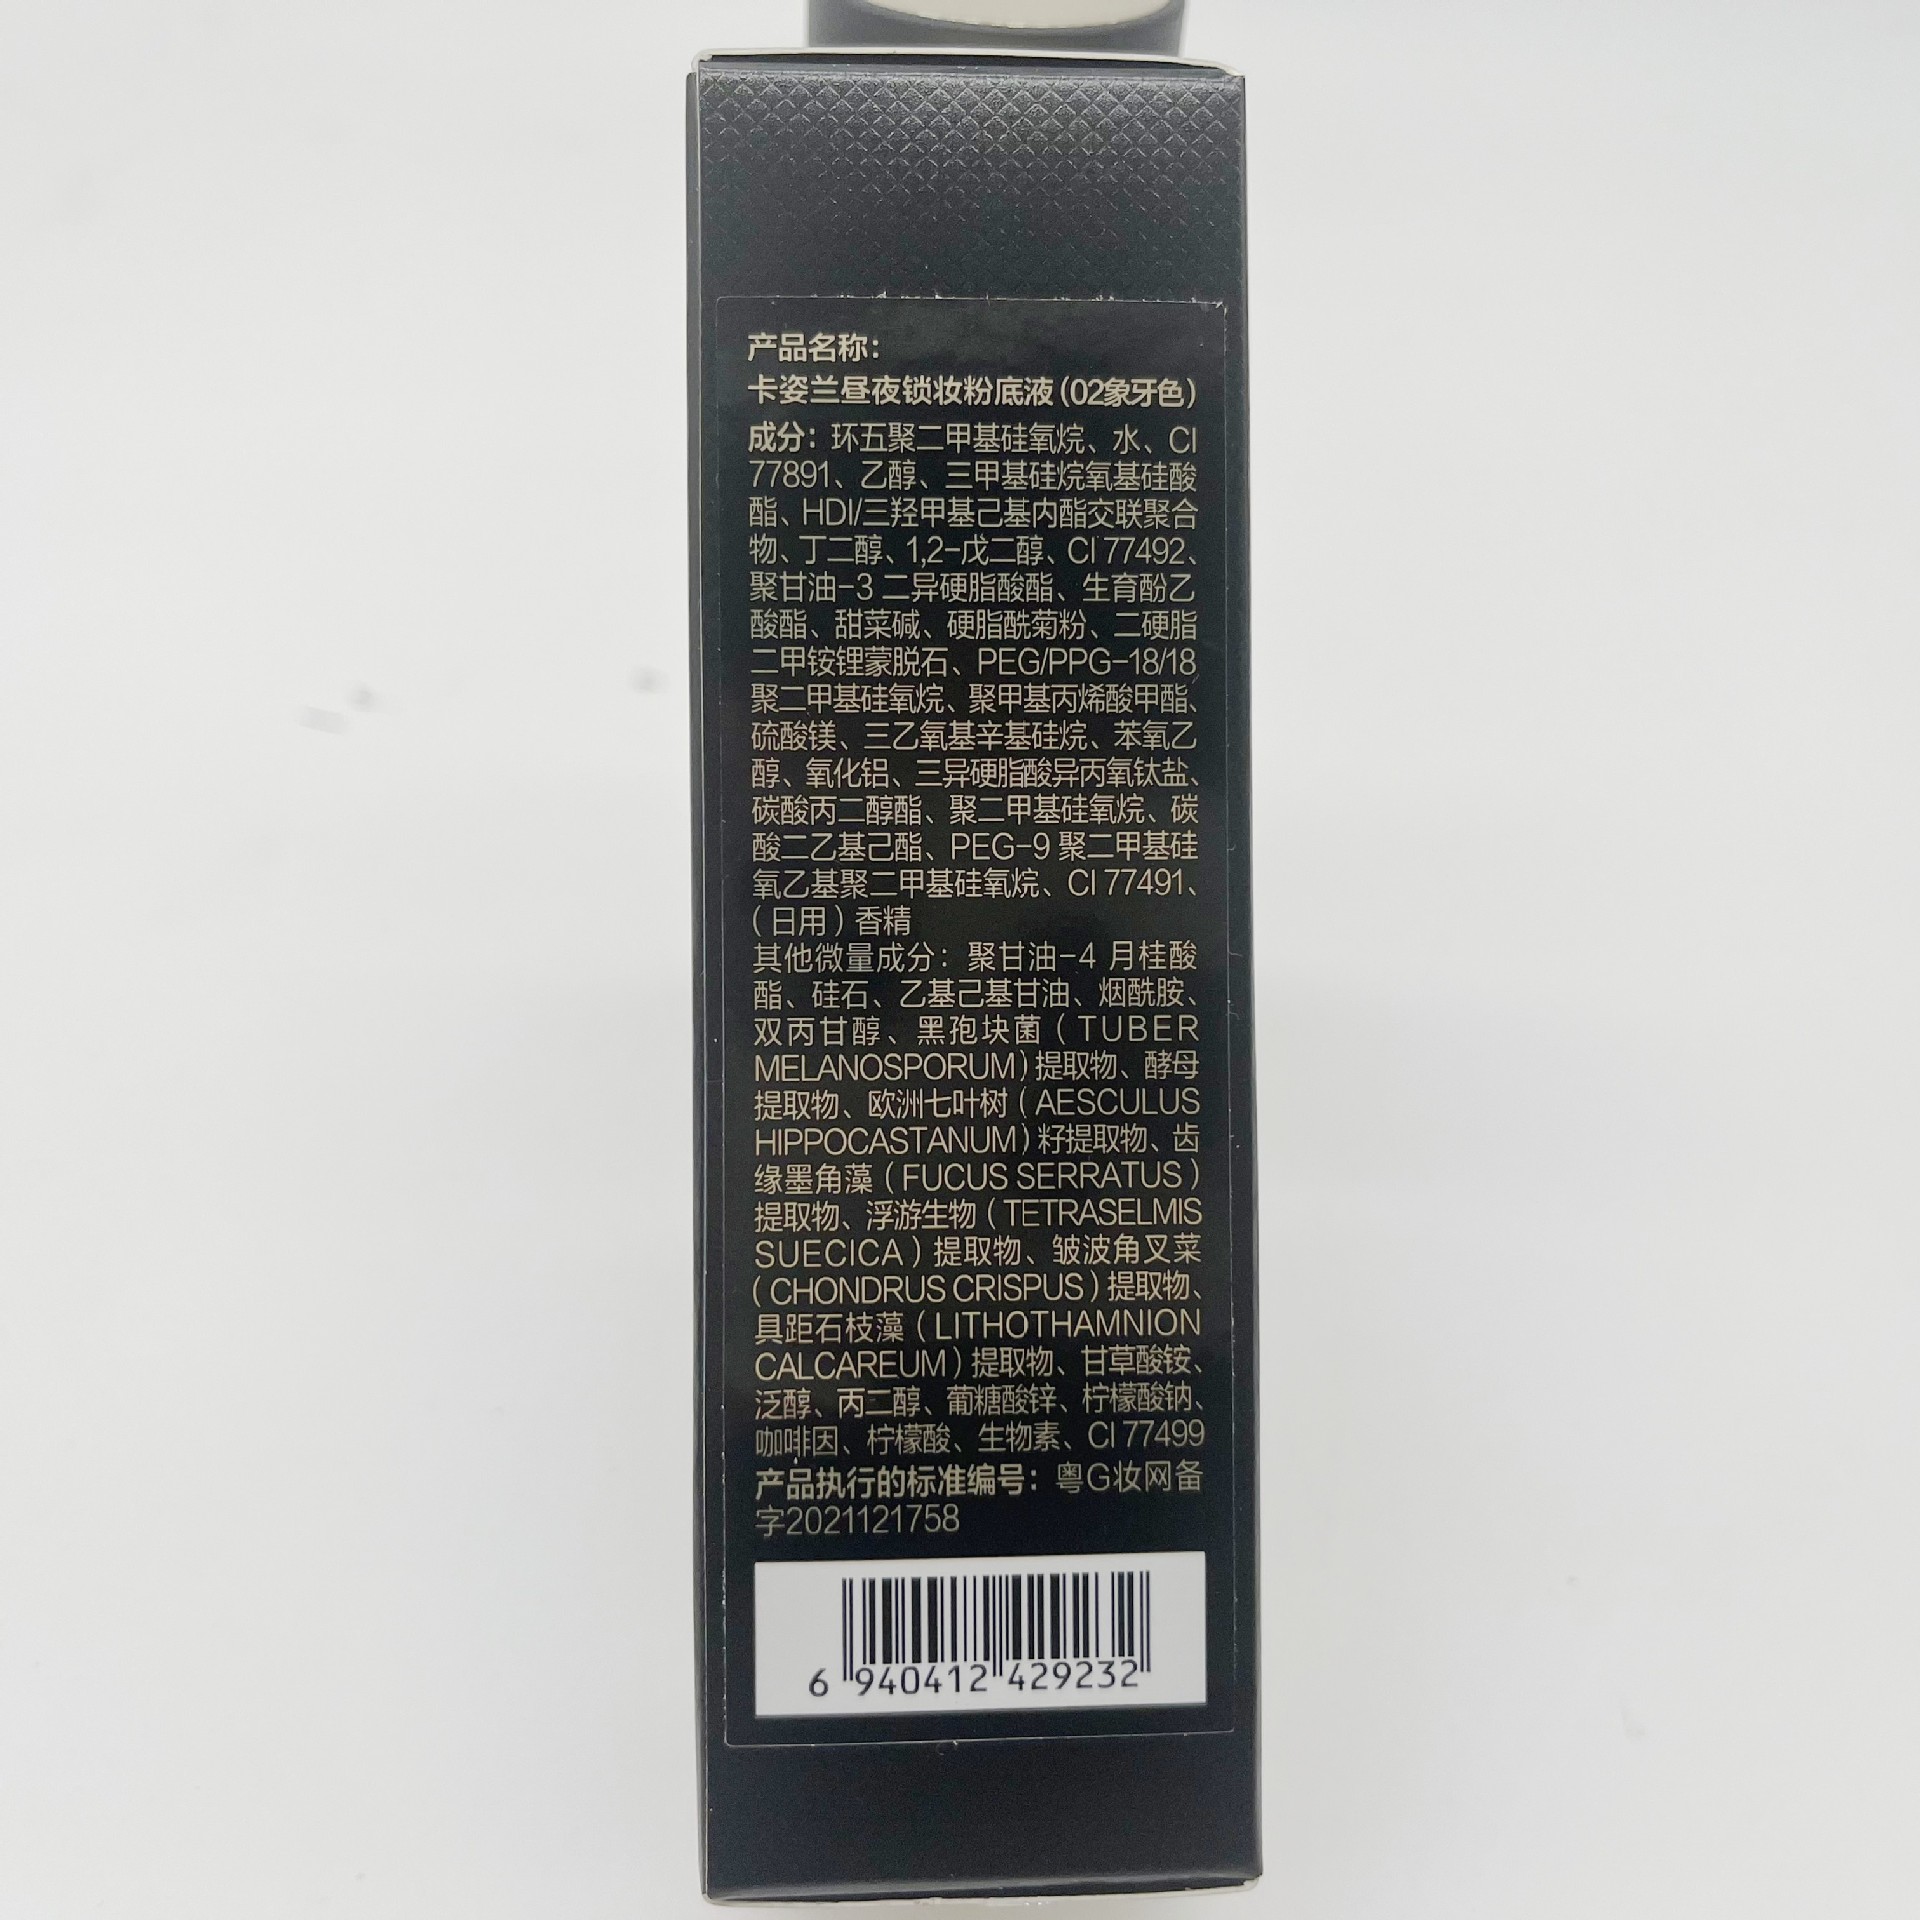 产品名称：
卡姿兰昼夜锁妆粉底液（02象牙色）
成分：环五聚二甲基硅氧烷、水、CI
77891、乙醇、三甲基硅烷氧基硅酸
酯、HDI/三羟甲基己基内酯交联聚合
物、丁二醇、1,2-戊二醇、CI 77492、
聚甘油-3 二异硬脂酸酯、生育酚乙
酸酯、甜菜碱、硬脂酰菊粉、二硬脂
二甲铵锂蒙脱石、PEG/PPG-18/18
聚二甲基硅氧烷、聚甲基丙烯酸甲酯、
硫酸镁、三乙氧基辛基硅烷、苯氧乙
醇、氧化铝、三异硬脂酸异丙氧钛盐、
碳酸丙二醇酯、聚二甲基硅氧烷、碳
酸二乙基己酯、PEG-9 聚二甲基硅
氧乙基聚二甲基硅氧烷、CI 77491、
（日用）香精
其他微量成分：聚甘油-4 月桂酸
酯、硅石、乙基己基甘油、烟酰胺、
双丙甘醇、黑孢块菌（TUBER
MELANOSPORUM）提取物、酵母
提取物、欧洲七叶树（AESCULUS
HIPPOCASTANUM）籽提取物、齿
缘墨角藻（FUCUS SERRATUS）
提取物、浮游生物（TETRASELMIS
SUECICA）提取物、皱波角叉菜
（CHONDRUS CRISPUS）提取物、
具距石枝藻（LITHOTHAMNION
CALCAREUM）提取物、甘草酸铵、
泛醇、丙二醇、葡糖酸锌、柠檬酸钠、
咖啡因、柠檬酸、生物素、CI 77499
产品执行的标准编号：粤G妆网备
字2021121758
6 940412 429232